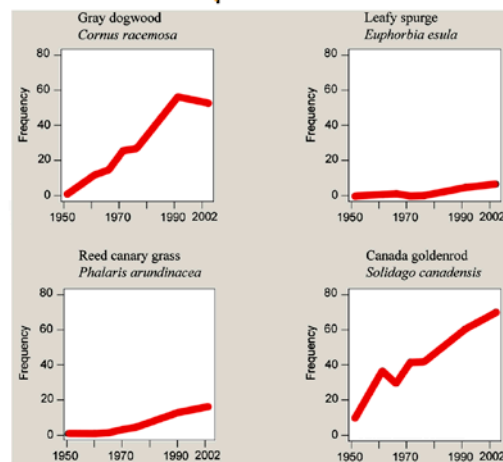 Gray dogwood
Cornus racemosa
80
60
40
20
0
Frequency
1950 1970 1990 2002
Leafy spurge
Euphorbia esula
80
60
40
20
0
Frequency
1950 1970 1990 2002
Reed canary grass
Phalaris arundinacea
80
60
40
20
0
Frequency
1950 1970 1990 2002
Canada goldenrod
Solidago canadensis
80
60
40
20
0
Frequency
1950 1970 1990 2002